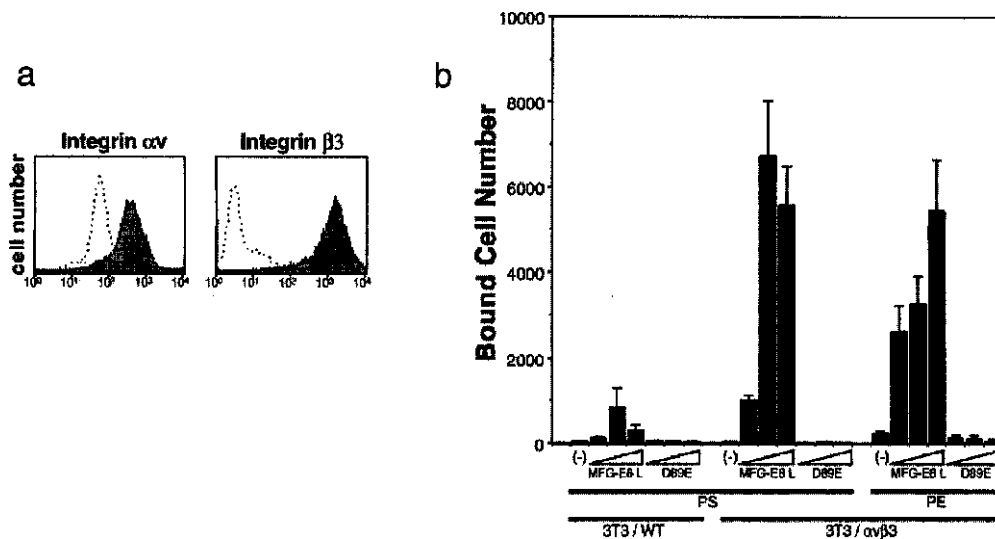 a
Integrin αv
Integrin β3
cell number
10⁰ 10¹ 10² 10³ 10⁴
10⁰ 10¹ 10² 10³ 10⁴
b
Bound Cell Number
10000
8000
6000
4000
2000
0
(-) MFG-E8 L D89E (-) MFG-E8 L D89E (-) MFG-E8 L D89E
PS PE
3T3 / WT 3T3 / αvβ3